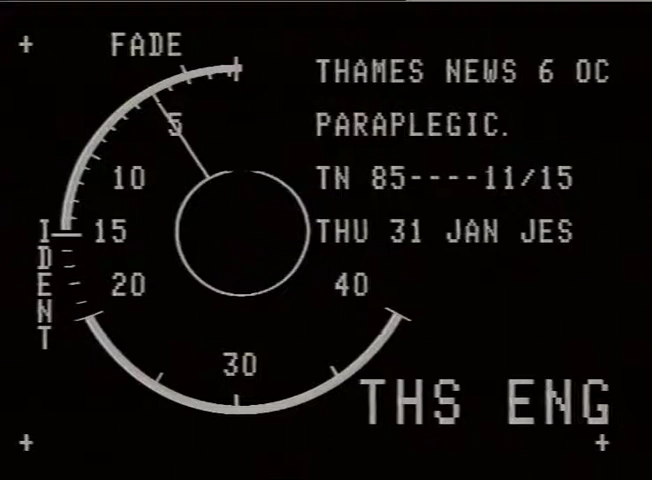 FADE
THAMES NEWS 6 OC
PARAPLEGIC.
TN 85----11/15
THU 31 JAN JES
5
10
15
20
30
40
IDENT
THS ENG